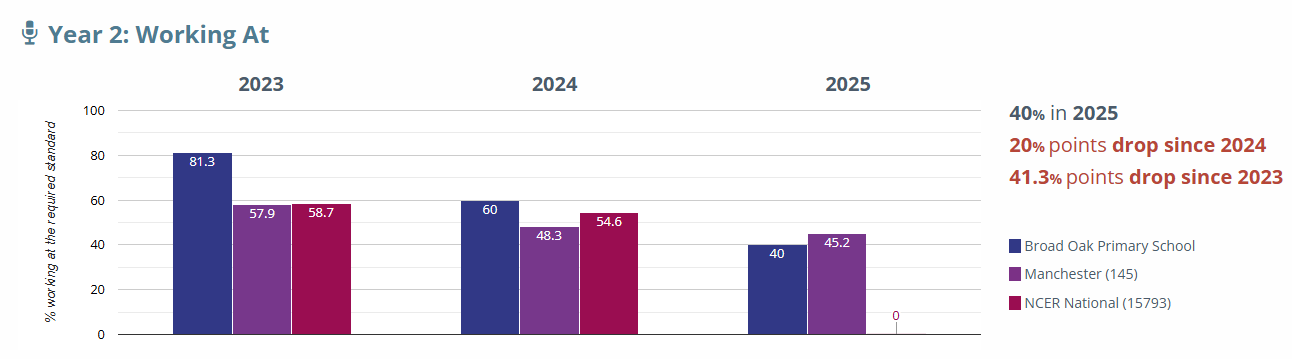 Year 2: Working At
2023 2024 2025
% working at the required standard
100
80
60
40
20
0
81.3 57.9 58.7
60 48.3 54.6
40 45.2 0
40% in 2025
20% points drop since 2024
41.3% points drop since 2023
Broad Oak Primary School
Manchester (145)
NCER National (15793)